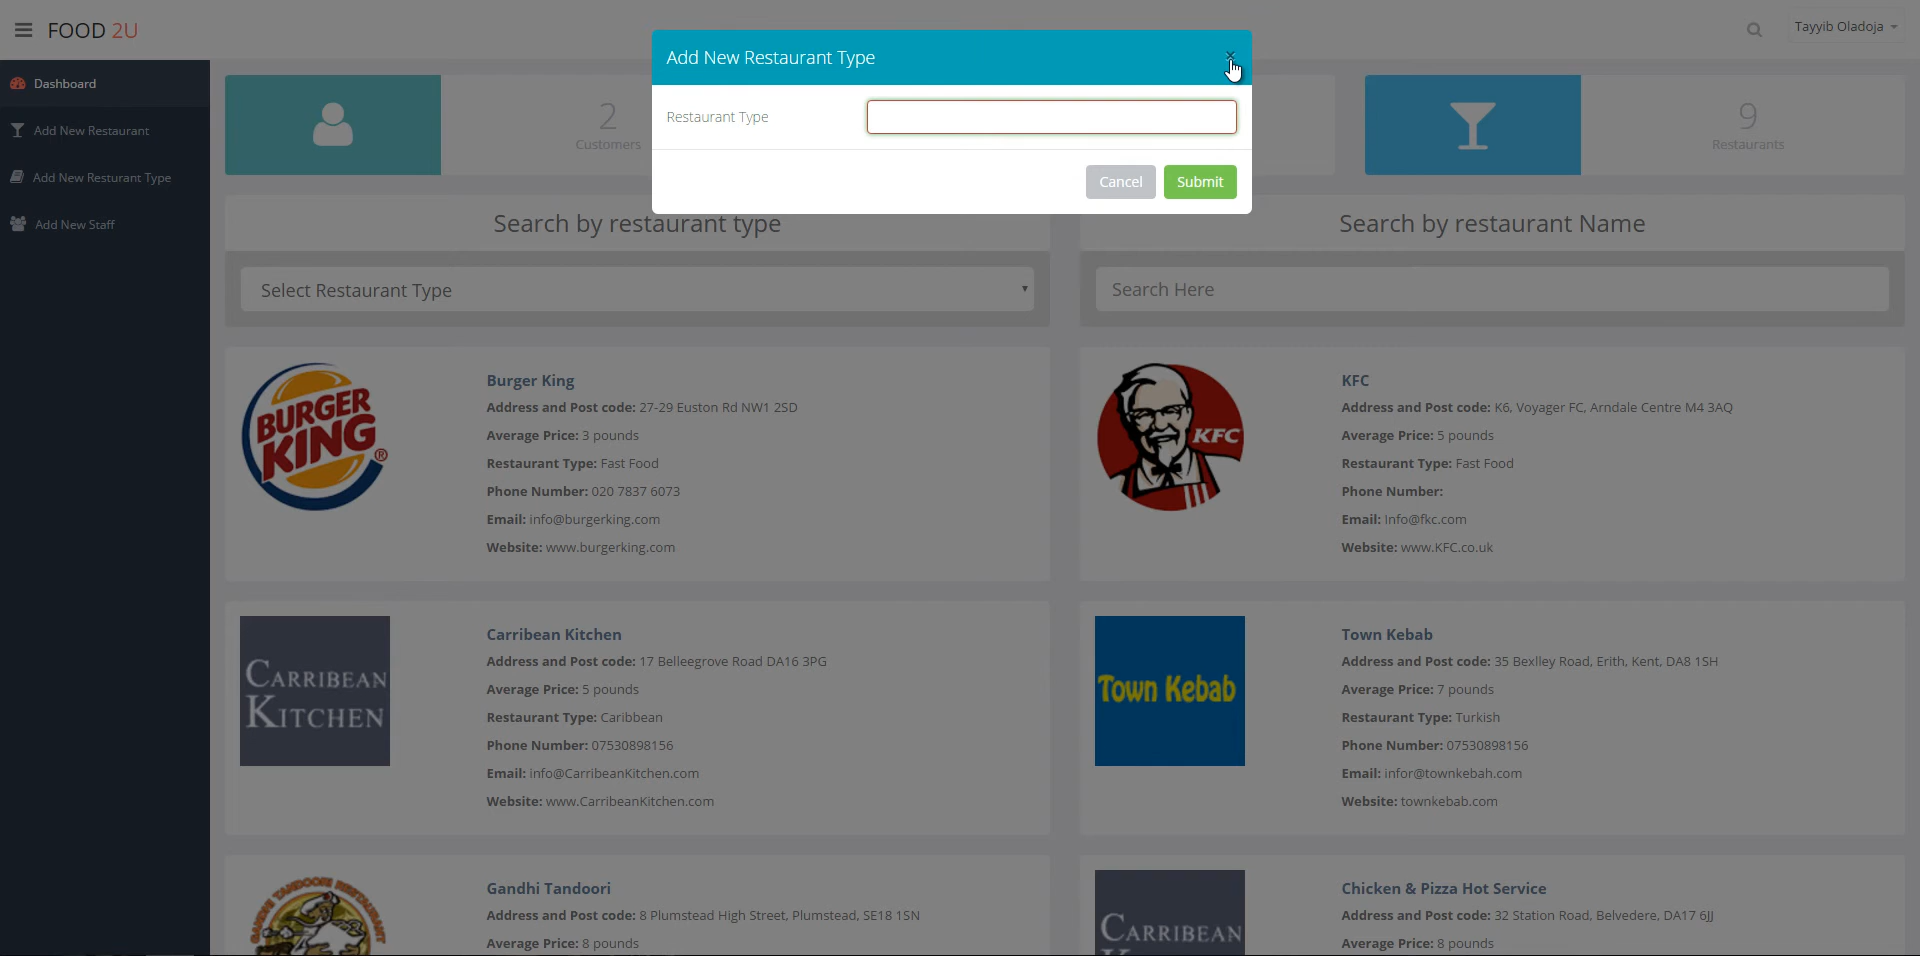 FOOD 2U
Tayyib Oladoja
Dashboard
Add New Restaurant
Add New Resturant Type
Add New Staff
Add New Restaurant Type
×
Restaurant Type
Cancel
Submit
2
Customers
9
Restaurants
Search by restaurant type
Select Restaurant Type
Search by restaurant Name
Search Here
BURGER
KING®
Burger King
Address and Post code: 27-29 Euston Rd NW1 2SD
Average Price: 3 pounds
Restaurant Type: Fast Food
Phone Number: 020 7837 6073
Email: info@burgerking.com
Website: www.burgerking.com
KFC
KFC
Address and Post code: K6, Voyager FC, Arndale Centre M4 3AQ
Average Price: 5 pounds
Restaurant Type: Fast Food
Phone Number:
Email: Info@fkc.com
Website: www.KFC.co.uk
CARRIBEAN
KITCHEN
Carribean Kitchen
Address and Post code: 17 Belleegrove Road DA16 3PG
Average Price: 5 pounds
Restaurant Type: Caribbean
Phone Number: 07530898156
Email: info@CarribeanKitchen.com
Website: www.CarribeanKitchen.com
Town Kebab
Town Kebab
Address and Post code: 35 Bexlley Road, Erith, Kent, DA8 1SH
Average Price: 7 pounds
Restaurant Type: Turkish
Phone Number: 07530898156
Email: infor@townkebah.com
Website: townkebab.com
GANDHI TANDOORI RESTAURANT
Gandhi Tandoori
Address and Post code: 8 Plumstead High Street, Plumstead, SE18 1SN
Average Price: 8 pounds
CARRIBEAN
Chicken & Pizza Hot Service
Address and Post code: 32 Station Road, Belvedere, DA17 6JJ
Average Price: 8 pounds